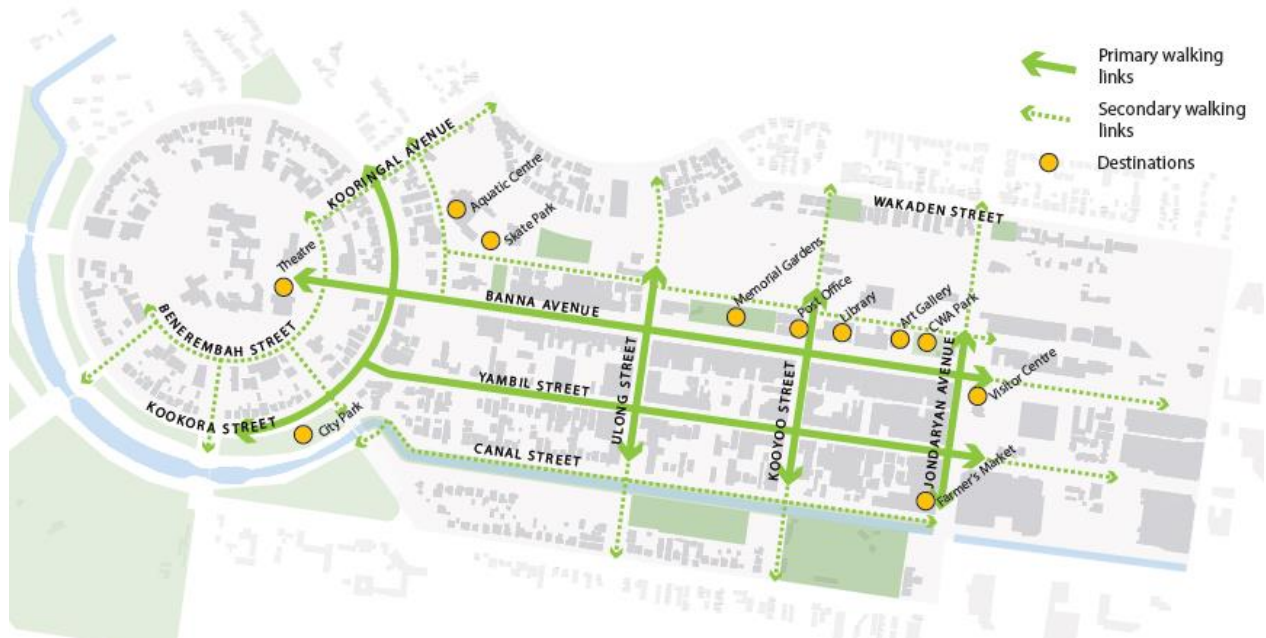 Primary walking
links
Secondary walking
links
Destinations
KOORINGAL AVENUE
Aquatic Centre
Skate Park
WAKADEN STREET
Theatre
Memorial Gardens
Post Office
Library
Art Gallery
CWA Park
BANNA AVENUE
BENEREMBAH STREET
ULONG STREET
YAMBIL STREET
KOOYOO STREET
JONDARYAN AVENUE
Visitor Centre
KOOKORA STREET
City Park
CANAL STREET
Farmer's Market